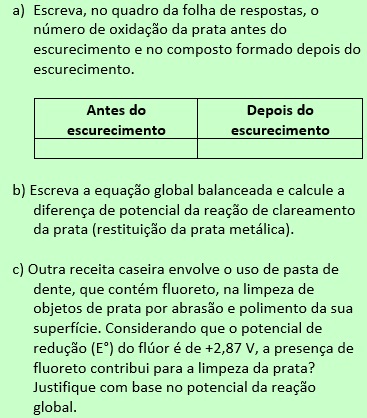 a) Escreva, no quadro da folha de respostas, o
número de oxidação da prata antes do
escurecimento e no composto formado depois do
escurecimento.
Antes do
escurecimento
Depois do
escurecimento
b) Escreva a equação global balanceada e calcule a
diferença de potencial da reação de clareamento
da prata (restituição da prata metálica).
c) Outra receita caseira envolve o uso de pasta de
dente, que contém fluoreto, na limpeza de
objetos de prata por abrasão e polimento da sua
superfície. Considerando que o potencial de
redução (E°) do flúor é de +2,87 V, a presença de
fluoreto contribui para a limpeza da prata?
Justifique com base no potencial da reação
global.